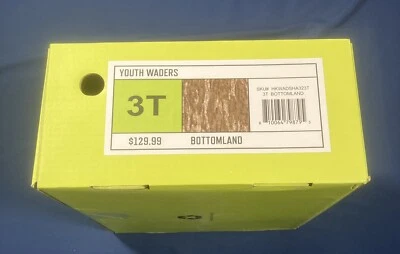 YOUTH WADERS
3T
$129.99 BOTTOMLAND
3T BOTTOMLAND